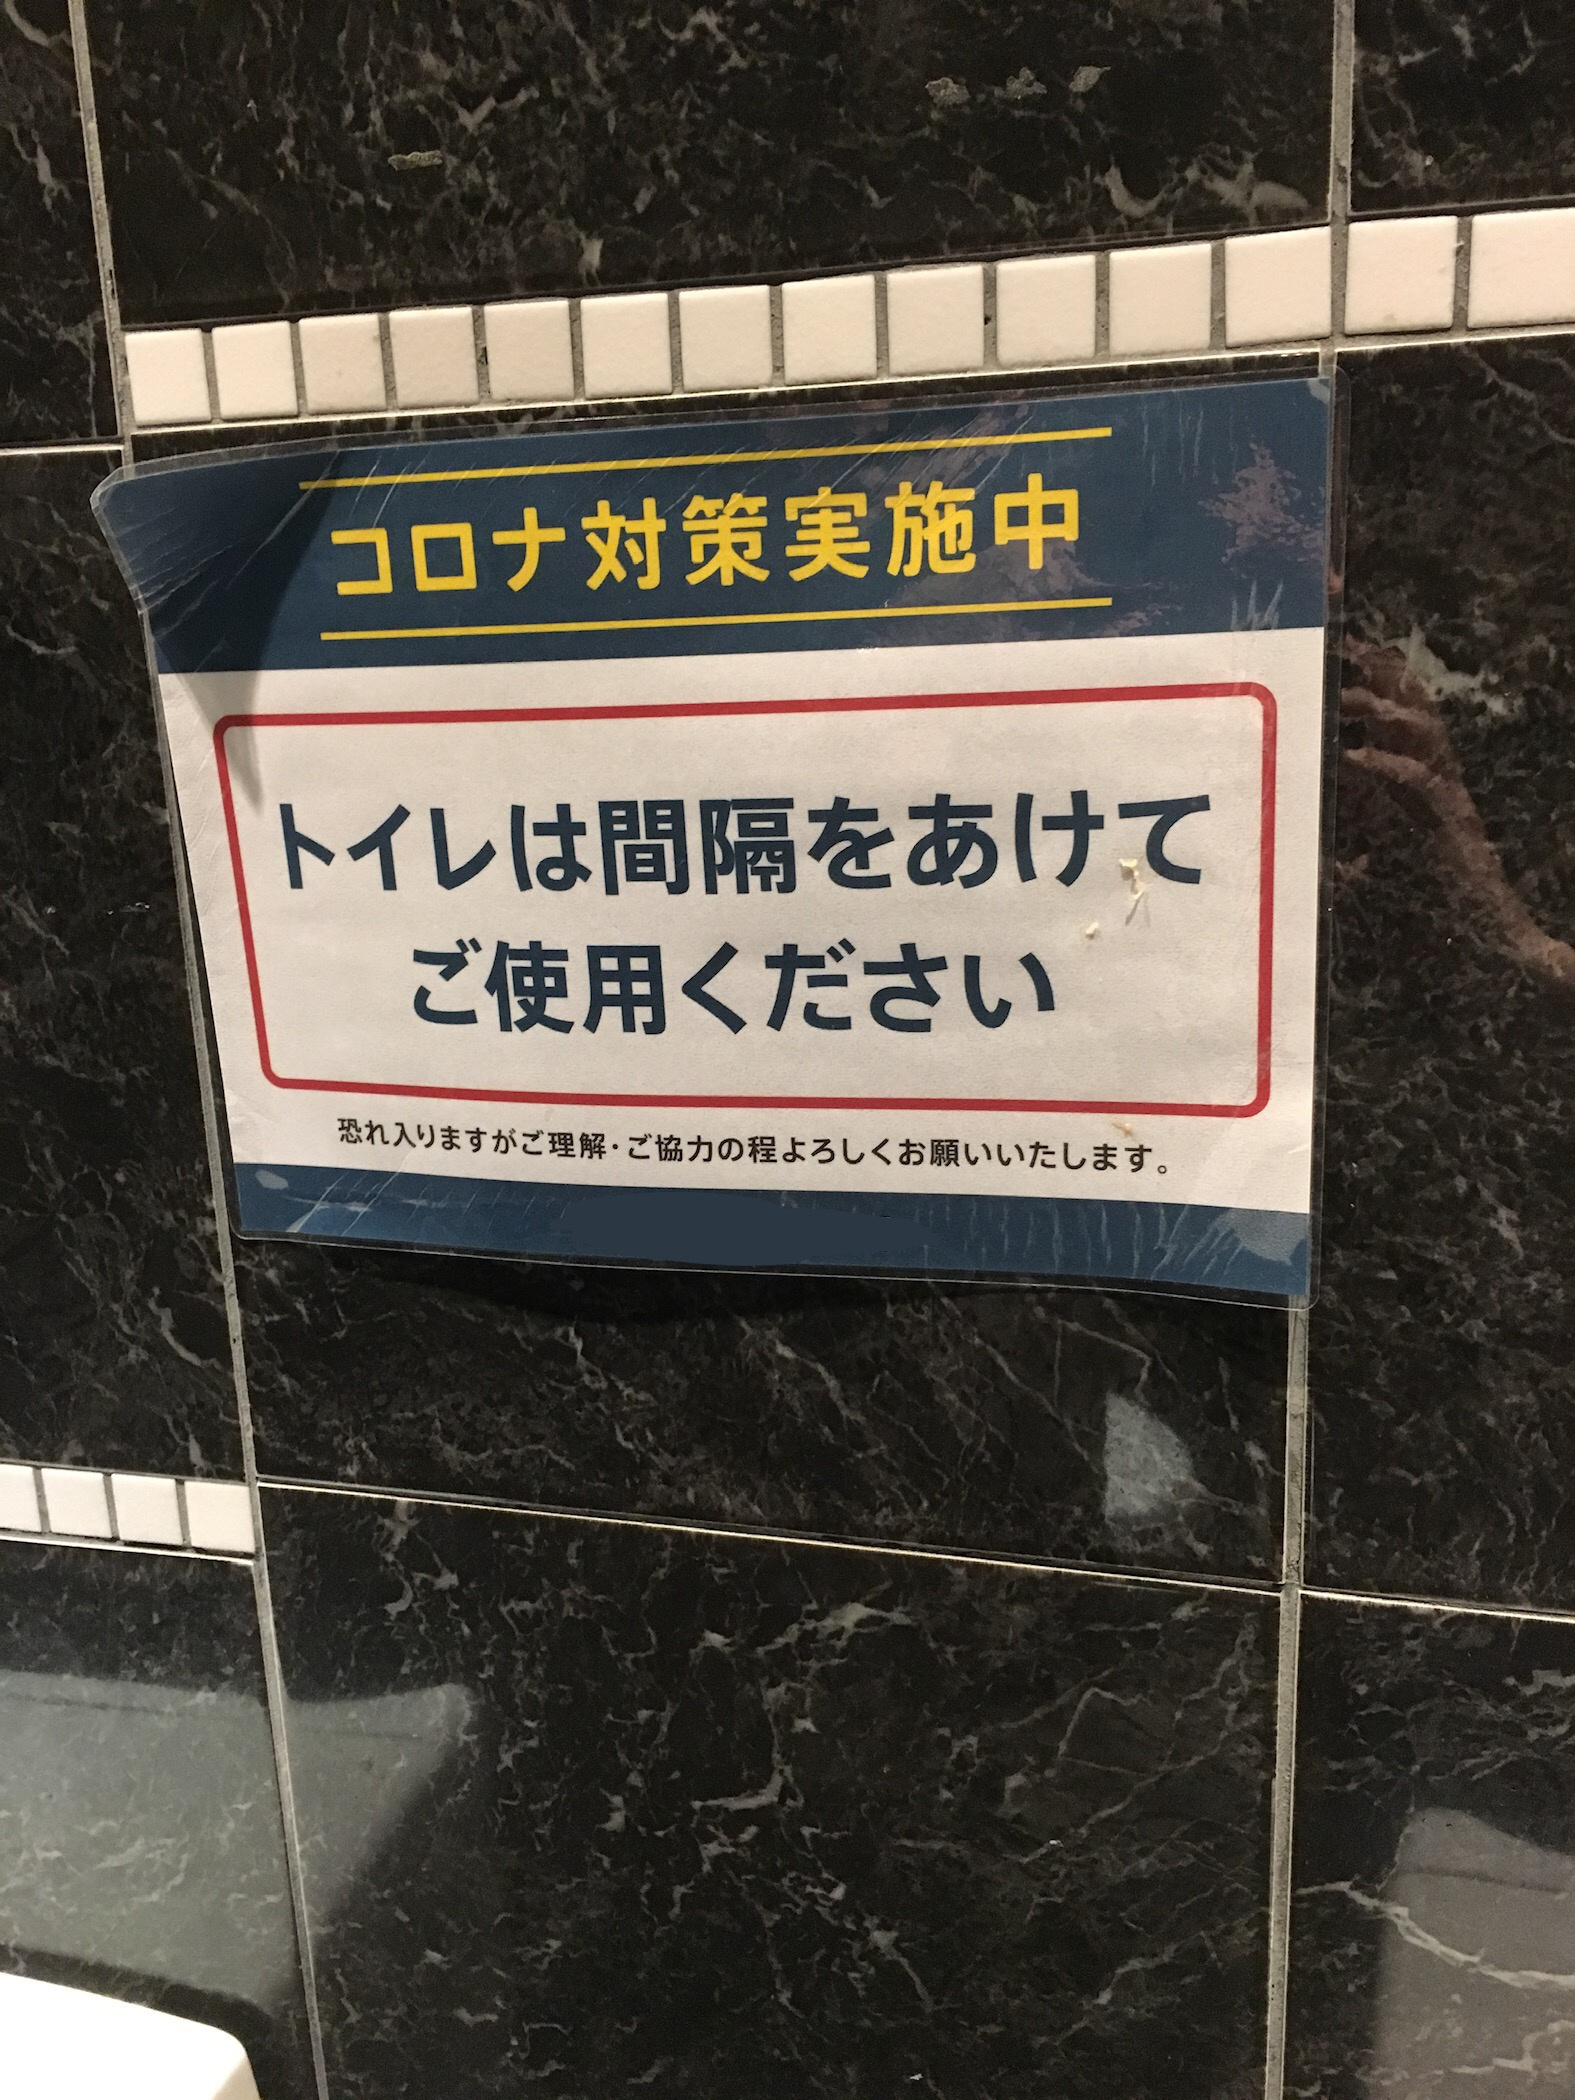 コロナ対策実施中
トイレは間隔をあけて
ご使用ください
恐れ入りますがご理解・ご協力の程よろしくお願いいたします。